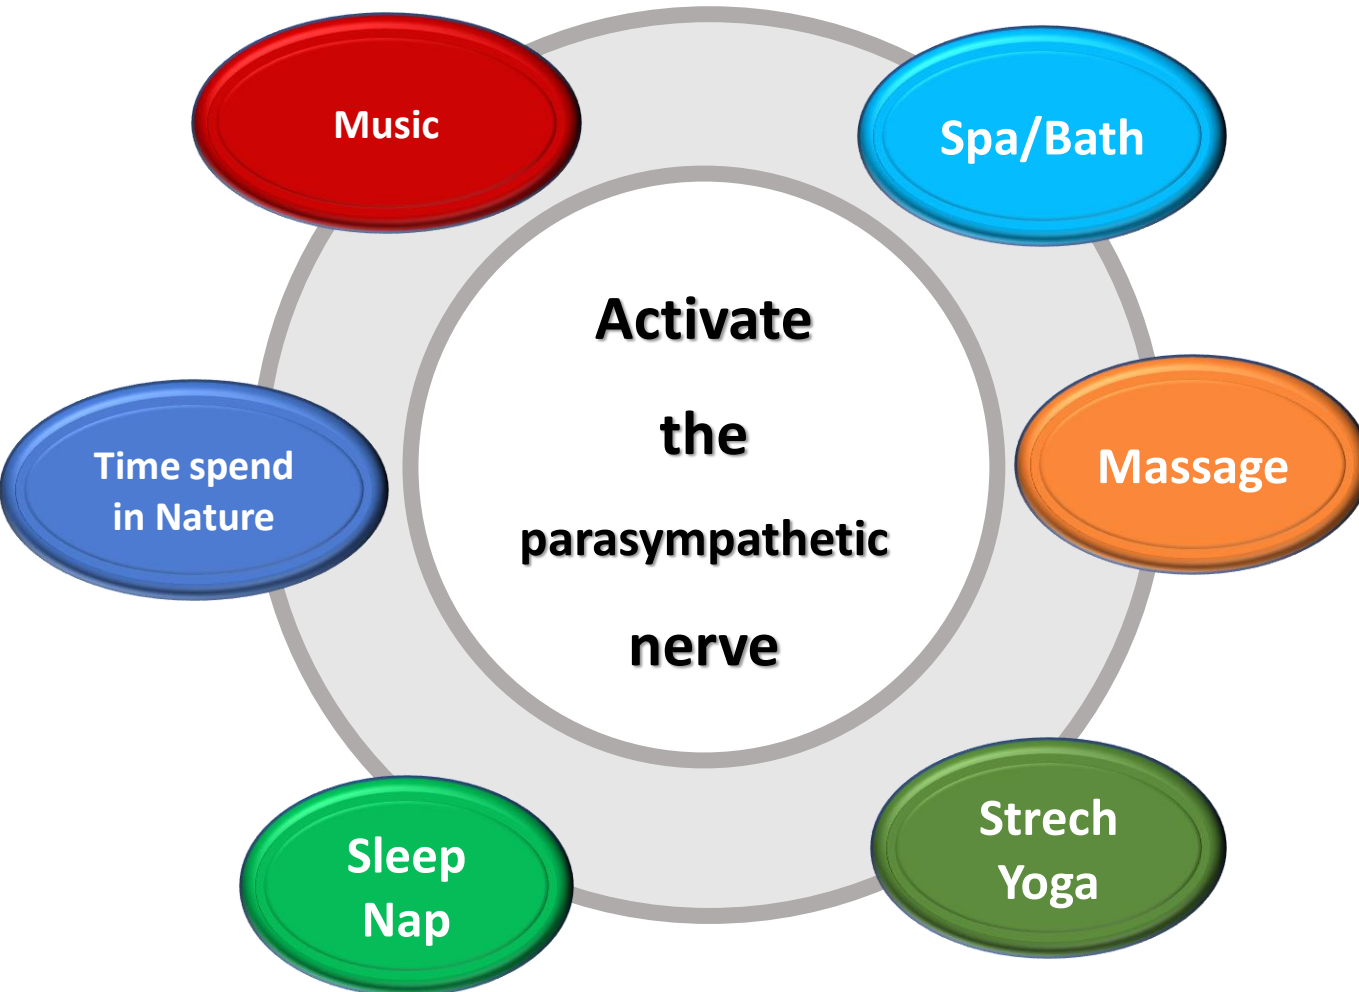 Music
Spa/Bath
Activate
the
parasympathetic
nerve
Time spend
in Nature
Massage
Sleep
Nap
Strech
Yoga